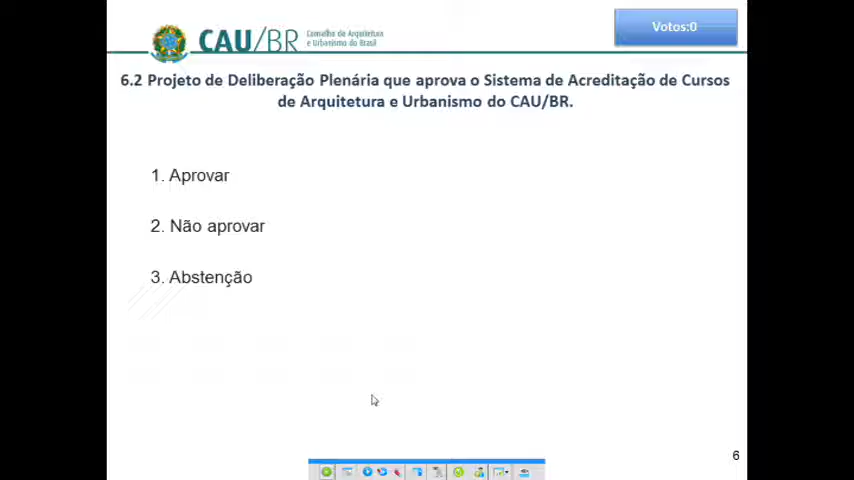 CAU/BR
Conselho de Arquitetura
e Urbanismo do Brasil
Votos:0
6.2 Projeto de Deliberação Plenária que aprova o Sistema de Acreditação de Cursos
de Arquitetura e Urbanismo do CAU/BR.
1. Aprovar
2. Não aprovar
3. Abstenção
6